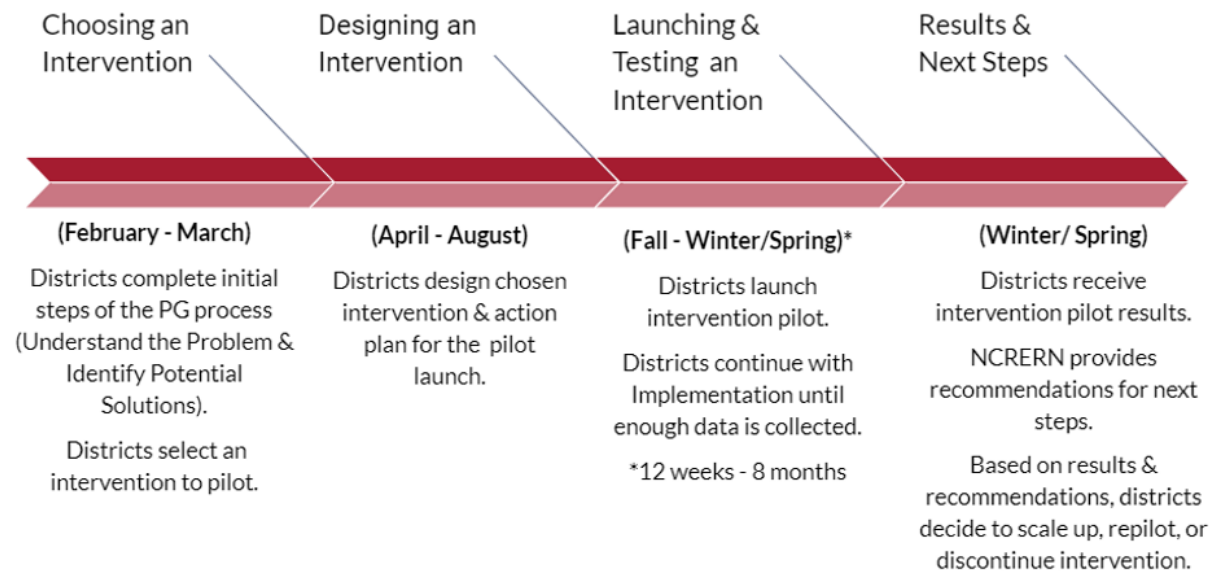 Choosing an
Intervention
Designing an
Intervention
Launching &
Testing an
Intervention
Results &
Next Steps
(February - March)
Districts complete initial
steps of the PG process
(Understand the Problem &
Identify Potential
Solutions).
Districts select an
intervention to pilot.
(April - August)
Districts design chosen
intervention & action
plan for the pilot
launch.
(Fall - Winter/Spring)*
Districts launch
intervention pilot.
Districts continue with
Implementation until
enough data is collected.
*12 weeks - 8 months
(Winter/ Spring)
Districts receive
intervention pilot results.
NCRERN provides
recommendations for next
steps.
Based on results &
recommendations, districts
decide to scale up, repilot, or
discontinue intervention.